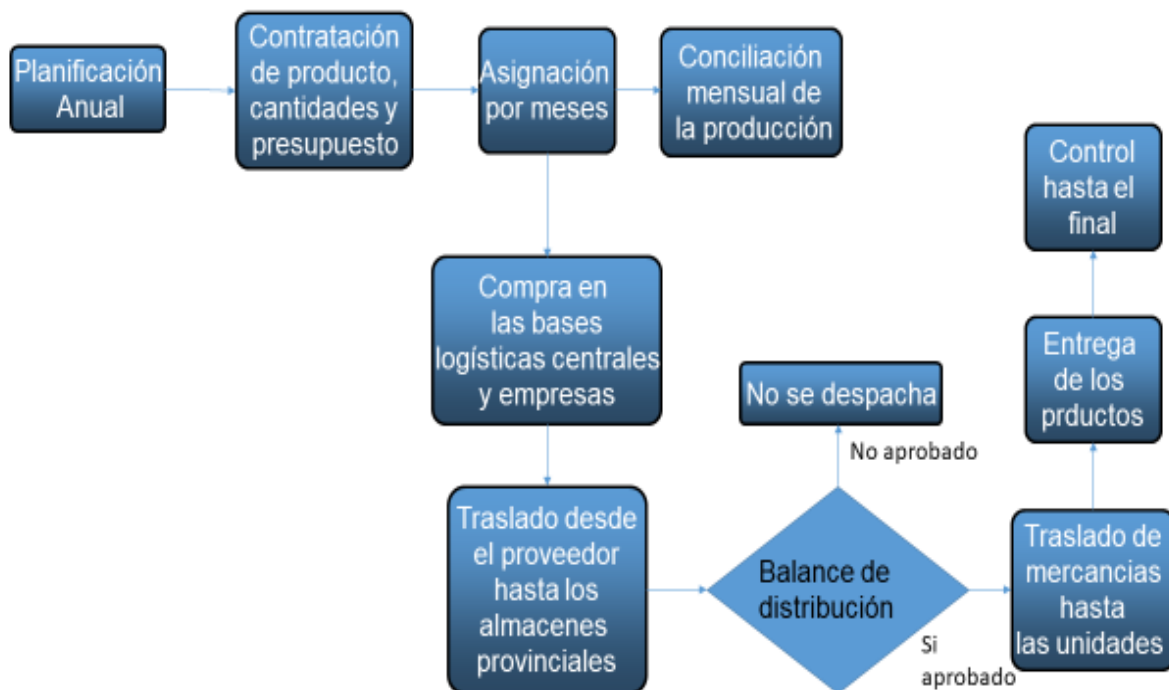 Planificación
Anual
Contratación
de producto,
cantidades y
presupuesto
Asignación
por meses
Conciliación
mensual de
la producción
Control
hasta el
final
Compra en
las bases
logísticas centrales
y empresas
Entrega
de los
prductos
No se despacha
No aprobado
Traslado desde
el proveedor
hasta los
almacenes
provinciales
Balance de
distribución
Si
aprobado
Traslado de
mercancias
hasta
las unidades